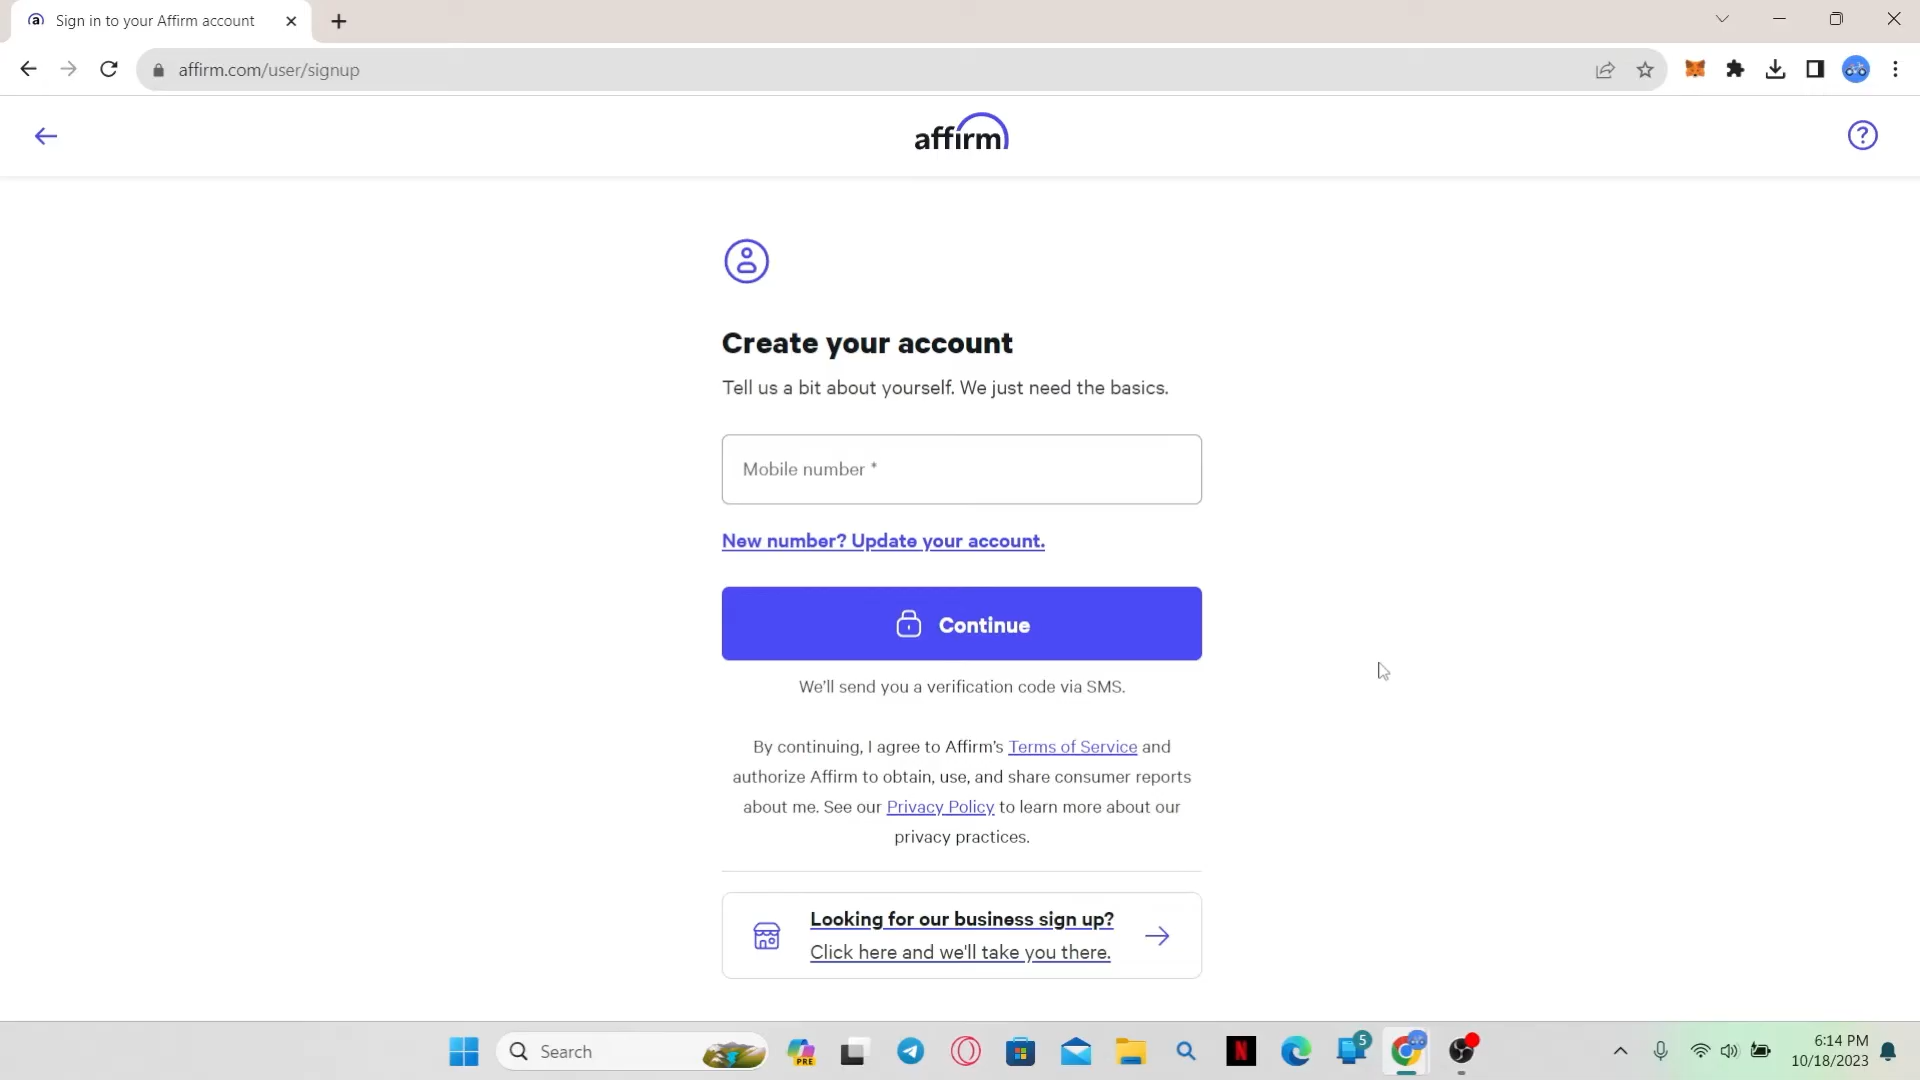 Sign in to your Affirm account
affirm.com/user/signup
affirm
Create your account
Tell us a bit about yourself. We just need the basics.
Mobile number *
New number? Update your account.
Continue
We'll send you a verification code via SMS.
By continuing, I agree to Affirm's Terms of Service and
authorize Affirm to obtain, use, and share consumer reports
about me. See our Privacy Policy to learn more about our
privacy practices.
Looking for our business sign up?
Click here and we'll take you there.
Search
PRE
N
5
6:14 PM
10/18/2023